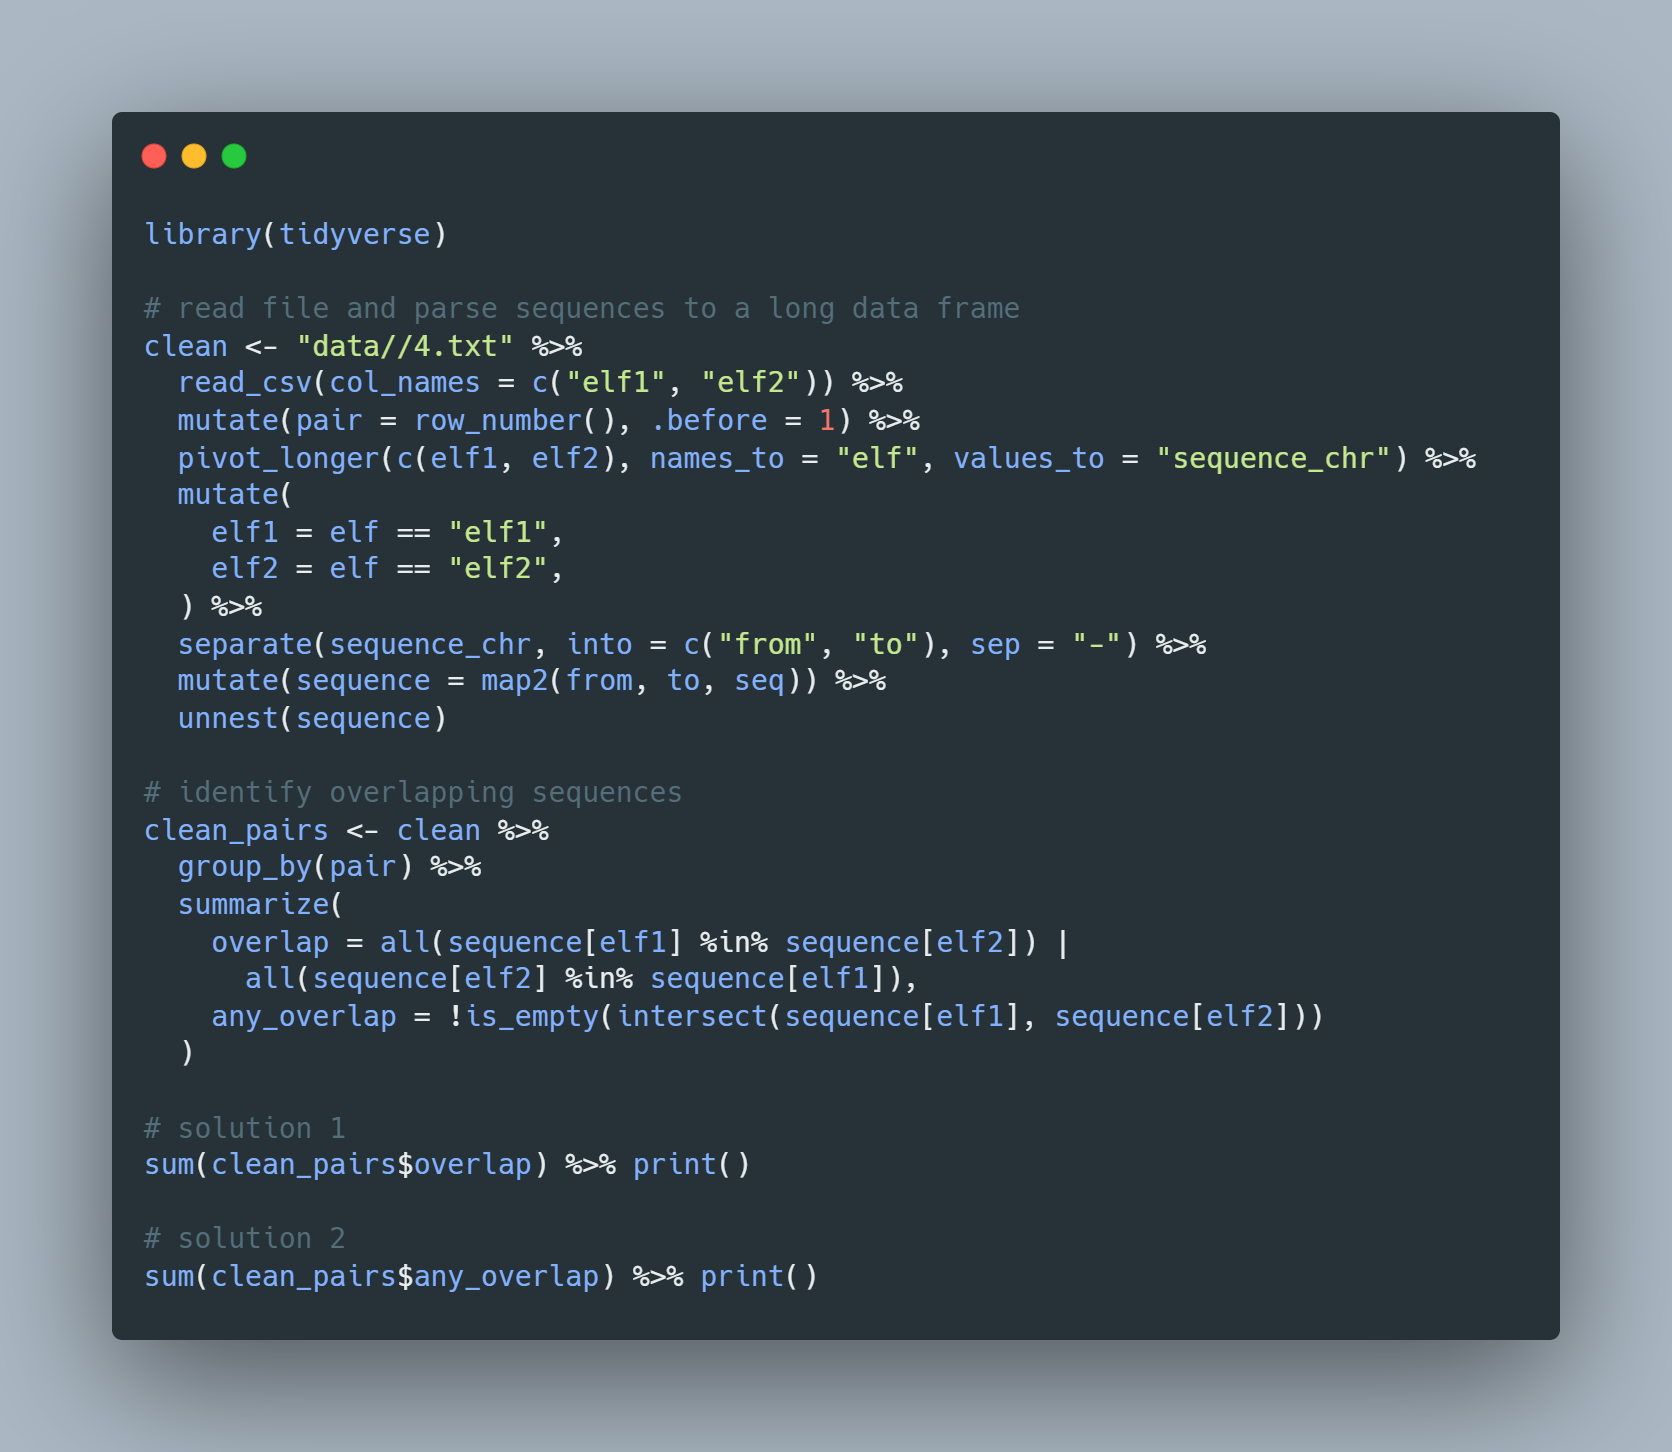 library(tidyverse)

# read file and parse sequences to a long data frame
clean <- "data//4.txt" %>%
  read_csv(col_names = c("elf1", "elf2")) %>%
  mutate(pair = row_number(), .before = 1) %>%
  pivot_longer(c(elf1, elf2), names_to = "elf", values_to = "sequence_chr") %>%
  mutate(
    elf1 = elf == "elf1",
    elf2 = elf == "elf2",
  ) %>%
  separate(sequence_chr, into = c("from", "to"), sep = "-") %>%
  mutate(sequence = map2(from, to, seq)) %>%
  unnest(sequence)

# identify overlapping sequences
clean_pairs <- clean %>%
  group_by(pair) %>%
  summarize(
    overlap = all(sequence[elf1] %in% sequence[elf2]) |
      all(sequence[elf2] %in% sequence[elf1]),
    any_overlap = !is_empty(intersect(sequence[elf1], sequence[elf2]))
  )

# solution 1
sum(clean_pairs$overlap) %>% print()

# solution 2
sum(clean_pairs$any_overlap) %>% print()